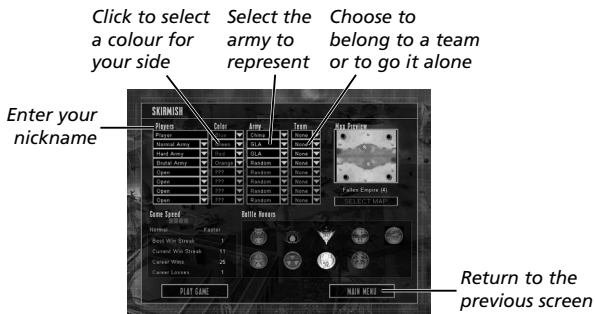 Click to select
a colour for
your side
Select the
army to
represent
Choose to
belong to a team
or to go it alone
Enter your
nickname
SKIRMISH
Players Color Army Team Map Preview
Player Blue China None
Normal Army Green GLA None
Hard Army Red GLA None
Brutal Army Orange Random None
Open ??? Random None
Open ??? Random None
Open ??? Random None
Open ??? Random None
Fallen Empire (4)
SELECT MAP
Game Speed Battle Honors
Normal Faster
Best Win Streak 1
Current Win Streak 11
Career Wins 25
Career Losses 1
PLAY GAME MAIN MENU
Return to the
previous screen